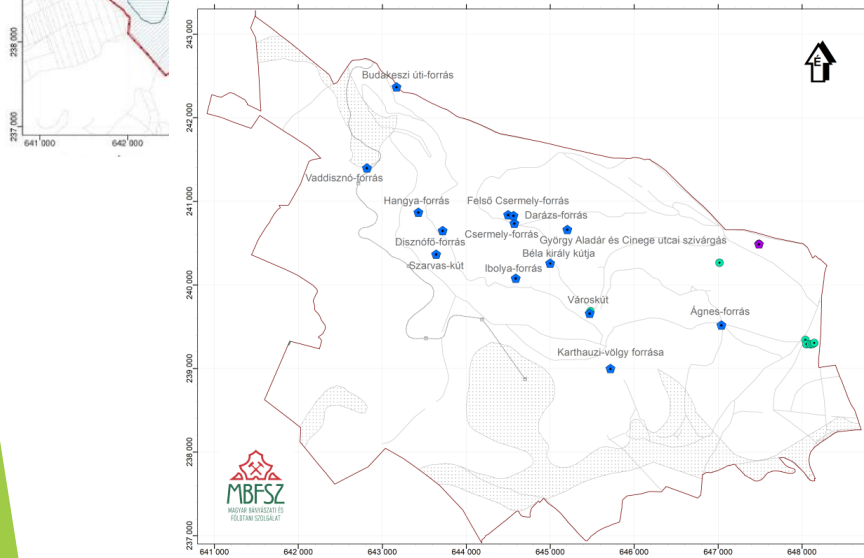 238 000
237 000
641 000
642 000
243 000
242 000
241 000
240 000
239 000
238 000
237 000
É
Budakeszi úti-forrás
Vaddisznó-forrás
Hangya-forrás
Felső Csermely-forrás
Darázs-forrás
Csermely-forrás
György Aladár és Cinege utcai szivárgás
Disznófő-forrás
Béla király kútja
Szarvas-kút
Ibolya-forrás
Városkút
Ágnes-forrás
Karthauzi-völgy forrása
MBFSZ
MAGYAR BÁNYÁSZATI ÉS
FÖLDTANI SZOLGÁLAT
641 000
642 000
643 000
644 000
645 000
646 000
647 000
648 000